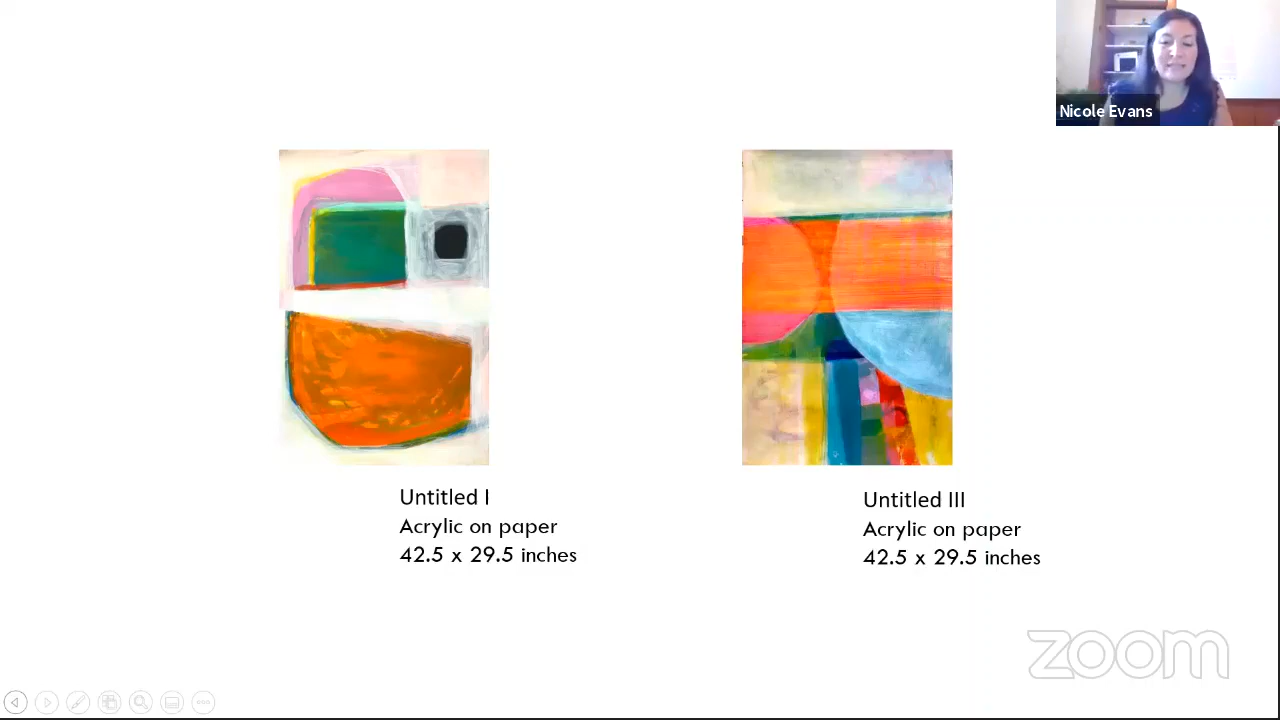 Nicole Evans
Untitled I
Acrylic on paper
42.5 x 29.5 inches
Untitled III
Acrylic on paper
42.5 x 29.5 inches
zoom